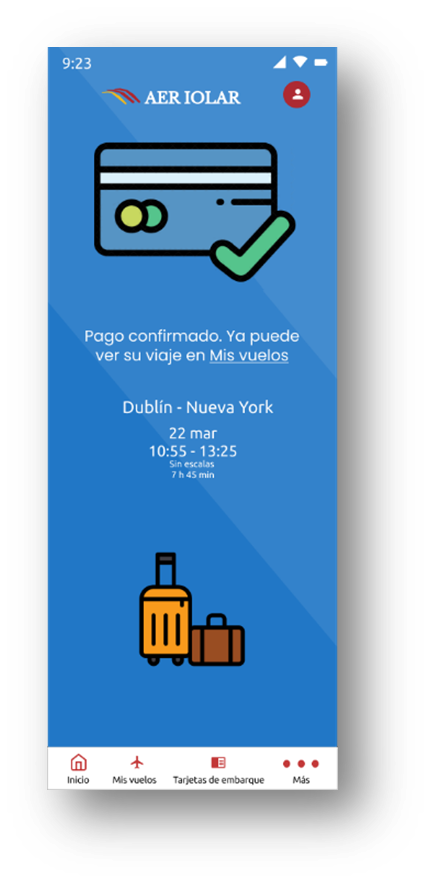 9:23
AER IOLAR
Pago confirmado. Ya puede
ver su viaje en Mis vuelos
Dublín - Nueva York
22 mar
10:55 - 13:25
Sin escalas
7 h 45 min
Inicio
Mis vuelos
Tarjetas de embarque
Más